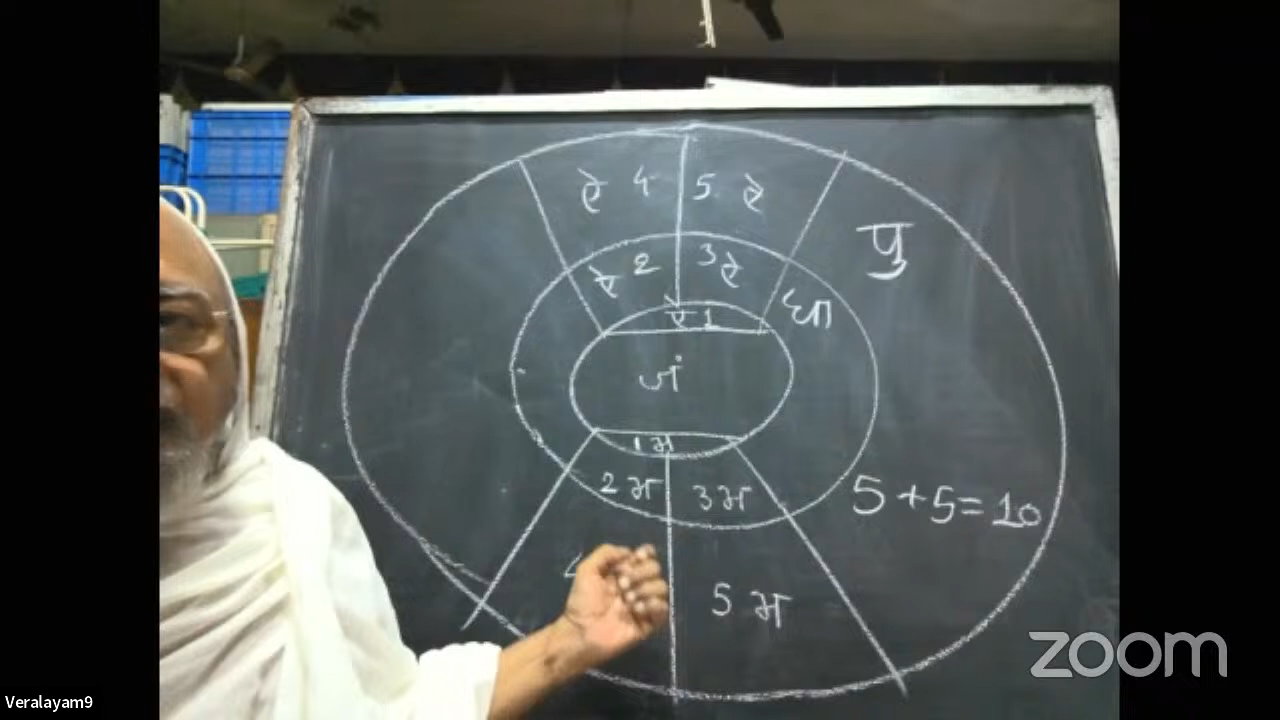 ऐ 4 5 ऐ
पु
ऐ 2 3 ऐ
धा
ऐ 1
जं
1 भ
2 भ 3 भ
5+5=10
5 भ
zoom
Veralayam9